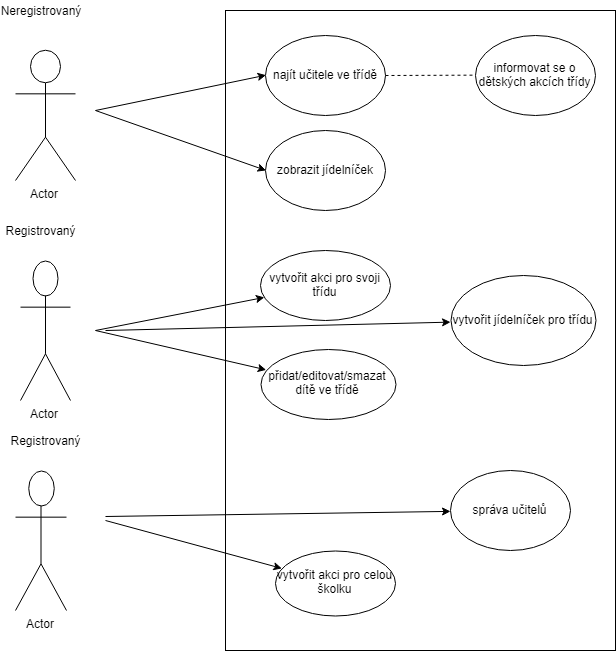 Neregistrovaný
najít učitele ve třídě
informovat se o
dětských akcích třídy
zobrazit jídelníček
Actor
Registrovaný
vytvořit akci pro svoji
třídu
vytvořit jídelníček pro třídu
přidat/editovat/smazat
dítě ve třídě
Actor
Registrovaný
správa učitelů
vytvořit akci pro celou
školku
Actor